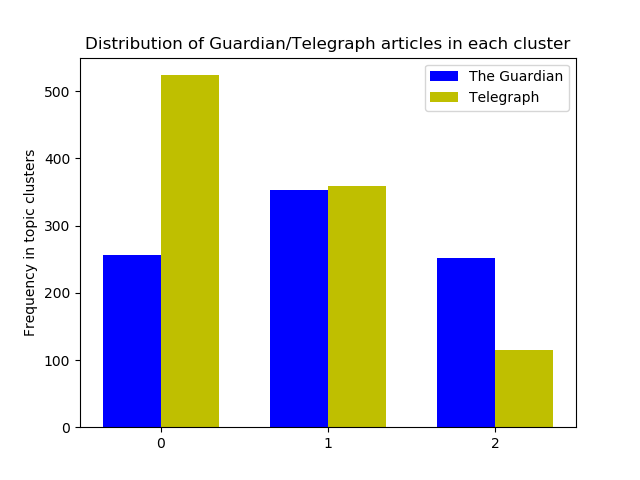 Distribution of Guardian/Telegraph articles in each cluster
The Guardian
Telegraph
Frequency in topic clusters
500
400
300
200
100
0
0 1 2